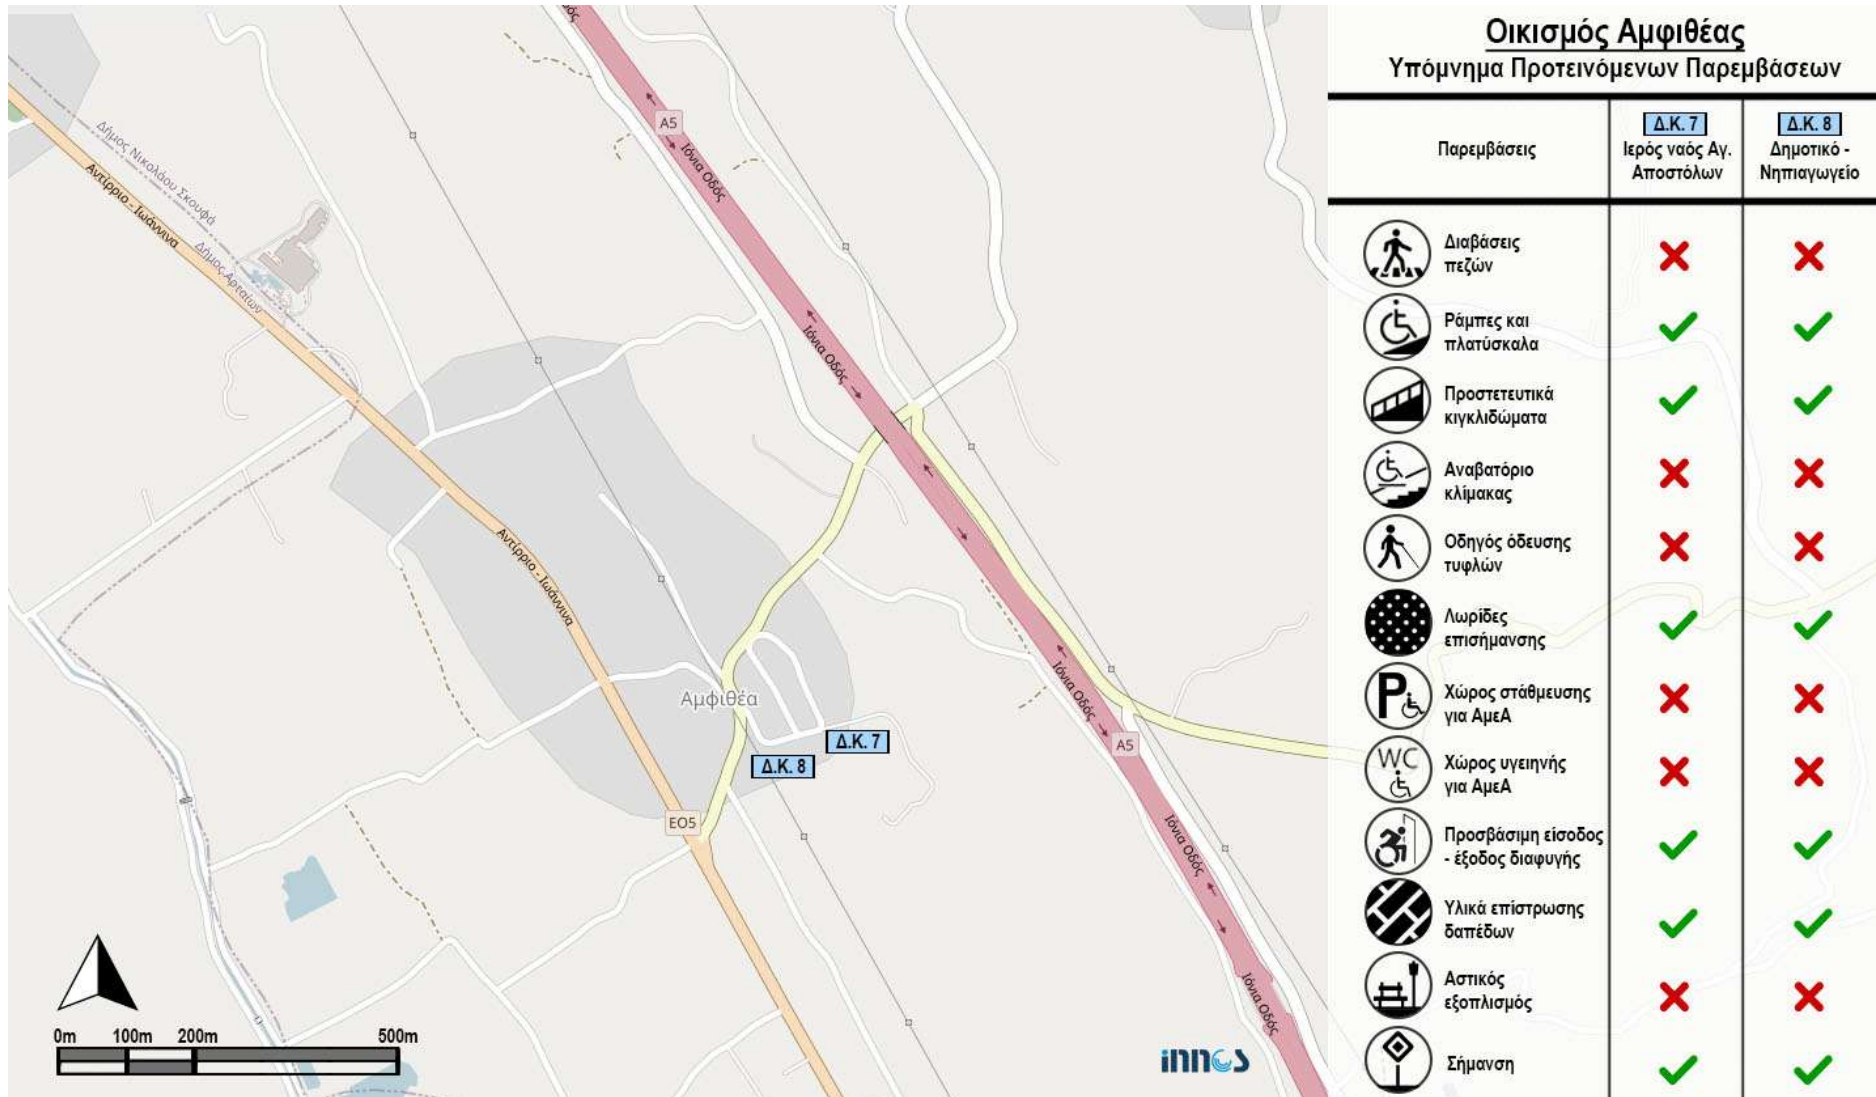 Οικισμός Αμφιθέας
Υπόμνημα Προτεινόμενων Παρεμβάσεων
Παρεμβάσεις
Δ.Κ. 7
Ιερός ναός Αγ.
Αποστόλων
Δ.Κ. 8
Δημοτικό -
Νηπιαγωγείο
Διαβάσεις
πεζών
Ράμπες και
πλατύσκαλα
Προστετευτικά
κιγκλιδώματα
Αναβατόριο
κλίμακας
Οδηγός όδευσης
τυφλών
Λωρίδες
επισήμανσης
P
Χώρος στάθμευσης
για ΑμεΑ
WC
Χώρος υγειηνής
για ΑμεΑ
Προσβάσιμη είσοδος
- έξοδος διαφυγής
Υλικά επίστρωσης
δαπέδων
Αστικός
εξοπλισμός
Σήμανση
Δήμος Νικολάου Σκουφά
Δήμος Αρταίων
Αντίρριο - Ιωάννινα
Αντίρριο - Ιωάννινα
A5
Ιόνια Οδός
Ιόνια Οδός
Ιόνια Οδός
A5
Ιόνια Οδός
Ιόνια Οδός
Αμφιθέα
Δ.Κ. 7
Δ.Κ. 8
ΕΟ5
0m 100m 200m 500m
innos